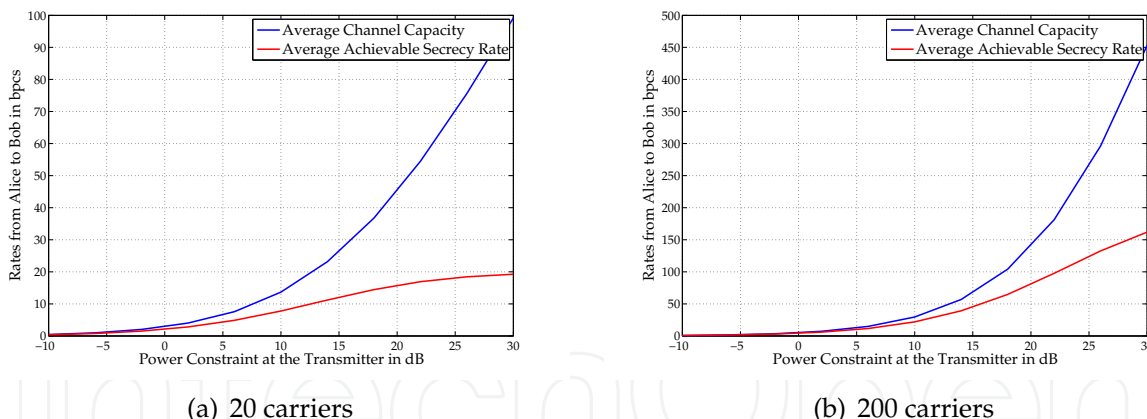 100
90
80
70
60
50
40
30
20
10
0
Rates from Alice to Bob in bpcs
Average Channel Capacity
Average Achievable Secrecy Rate
−10 −5 0 5 10 15 20 25 30
Power Constraint at the Transmitter in dB
(a) 20 carriers
500
450
400
350
300
250
200
150
100
50
0
Rates from Alice to Bob in bpcs
Average Channel Capacity
Average Achievable Secrecy Rate
−10 −5 0 5 10 15 20 25 30
Power Constraint at the Transmitter in dB
(b) 200 carriers